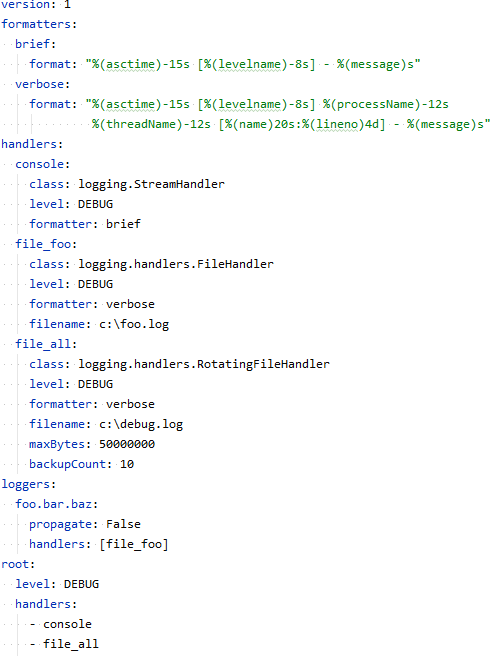 version: 1
formatters:
  brief:
    format: "%(asctime)-15s [%(levelname)-8s] - %(message)s"
  verbose:
    format: "%(asctime)-15s [%(levelname)-8s] %(processName)-12s
             %(threadName)-12s [%(name)20s:%(lineno)4d] - %(message)s"
handlers:
  console:
    class: logging.StreamHandler
    level: DEBUG
    formatter: brief
  file_foo:
    class: logging.handlers.FileHandler
    level: DEBUG
    formatter: verbose
    filename: c:\foo.log
  file_all:
    class: logging.handlers.RotatingFileHandler
    level: DEBUG
    formatter: verbose
    filename: c:\debug.log
    maxBytes: 50000000
    backupCount: 10
loggers:
  foo.bar.baz:
    propagate: False
    handlers: [file_foo]
root:
  level: DEBUG
  handlers:
    - console
    - file_all